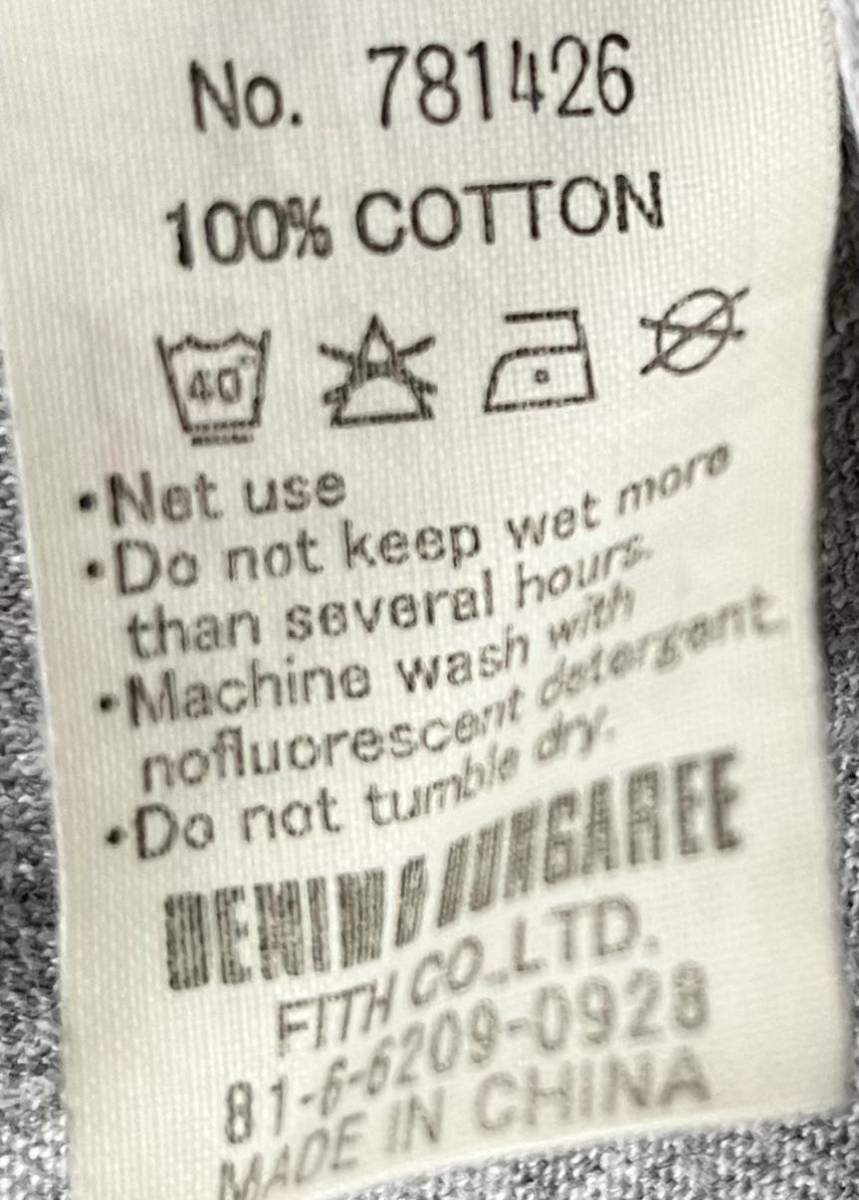 No. 781426
100% COTTON
40°
•Net use
•Do not keep wet more
than several hours.
•Machine wash with
nofluorescent detergent.
•Do not tumble dry.
DENIM DUNGAREE
FITH CO.,LTD.
81-6-6209-0928
MADE IN CHINA